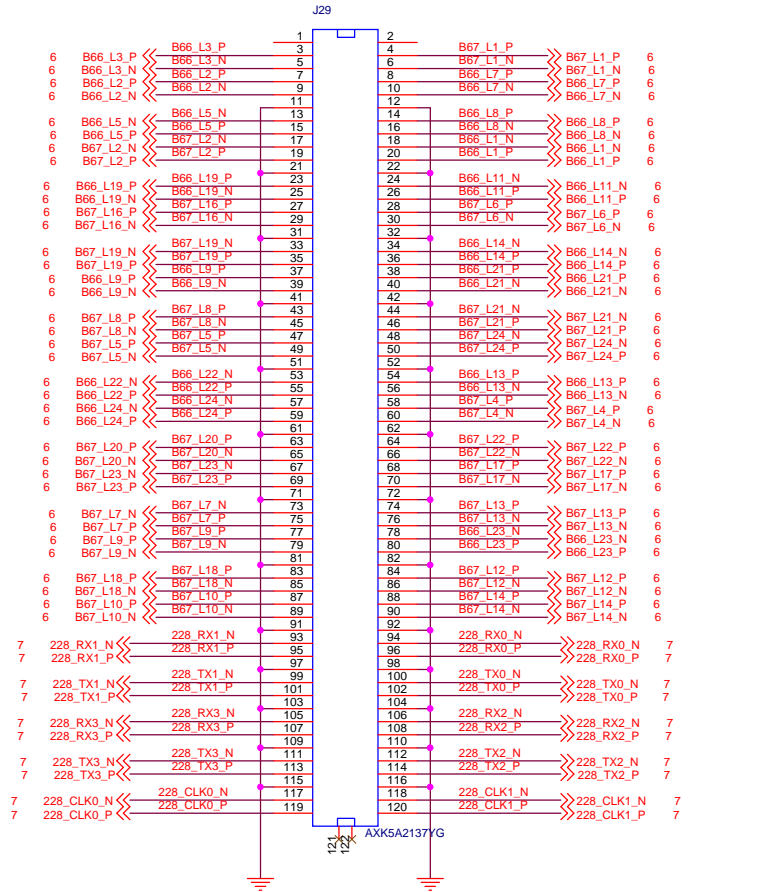 J29
1 2
6 B66_L3_P B66_L3_P 3 4 B67_L1_P B67_L1_P 6
6 B66_L3_N B66_L3_N 5 6 B67_L1_N B67_L1_N 6
6 B66_L2_P B66_L2_P 7 8 B66_L7_P B66_L7_P 6
6 B66_L2_N B66_L2_N 9 10 B66_L7_N B66_L7_N 6
11 12
6 B66_L5_N B66_L5_N 13 14 B66_L8_P B66_L8_P 6
6 B66_L5_P B66_L5_P 15 16 B66_L8_N B66_L8_N 6
6 B67_L2_N B67_L2_N 17 18 B66_L1_N B66_L1_N 6
6 B67_L2_P B67_L2_P 19 20 B66_L1_P B66_L1_P 6
21 22
6 B66_L19_P B66_L19_P 23 24 B66_L11_N B66_L11_N 6
6 B66_L19_N B66_L19_N 25 26 B66_L11_P B66_L11_P 6
6 B67_L16_P B67_L16_P 27 28 B67_L6_P B67_L6_P 6
6 B67_L16_N B67_L16_N 29 30 B67_L6_N B67_L6_N 6
31 32
6 B67_L19_N B67_L19_N 33 34 B66_L14_N B66_L14_N 6
6 B67_L19_P B67_L19_P 35 36 B66_L14_P B66_L14_P 6
6 B66_L9_P B66_L9_P 37 38 B66_L21_P B66_L21_P 6
6 B66_L9_N B66_L9_N 39 40 B66_L21_N B66_L21_N 6
41 42
6 B67_L8_P B67_L8_P 43 44 B67_L21_N B67_L21_N 6
6 B67_L8_N B67_L8_N 45 46 B67_L21_P B67_L21_P 6
6 B67_L5_P B67_L5_P 47 48 B67_L24_N B67_L24_N 6
6 B67_L5_N B67_L5_N 49 50 B67_L24_P B67_L24_P 6
51 52
6 B66_L22_N B66_L22_N 53 54 B66_L13_P B66_L13_P 6
6 B66_L22_P B66_L22_P 55 56 B66_L13_N B66_L13_N 6
6 B66_L24_N B66_L24_N 57 58 B67_L4_P B67_L4_P 6
6 B66_L24_P B66_L24_P 59 60 B67_L4_N B67_L4_N 6
61 62
6 B67_L20_P B67_L20_P 63 64 B67_L22_P B67_L22_P 6
6 B67_L20_N B67_L20_N 65 66 B67_L22_N B67_L22_N 6
6 B67_L23_N B67_L23_N 67 68 B67_L17_P B67_L17_P 6
6 B67_L23_P B67_L23_P 69 70 B67_L17_N B67_L17_N 6
71 72
6 B67_L7_N B67_L7_N 73 74 B67_L13_P B67_L13_P 6
6 B67_L7_P B67_L7_P 75 76 B67_L13_N B67_L13_N 6
6 B67_L9_P B67_L9_P 77 78 B66_L23_N B66_L23_N 6
6 B67_L9_N B67_L9_N 79 80 B66_L23_P B66_L23_P 6
81 82
6 B67_L18_P B67_L18_P 83 84 B67_L12_P B67_L12_P 6
6 B67_L18_N B67_L18_N 85 86 B67_L12_N B67_L12_N 6
6 B67_L10_P B67_L10_P 87 88 B67_L14_P B67_L14_P 6
6 B67_L10_N B67_L10_N 89 90 B67_L14_N B67_L14_N 6
91 92
7 228_RX1_N 228_RX1_N 93 94 228_RX0_N 228_RX0_N 7
7 228_RX1_P 228_RX1_P 95 96 228_RX0_P 228_RX0_P 7
97 98
7 228_TX1_N 228_TX1_N 99 100 228_TX0_N 228_TX0_N 7
7 228_TX1_P 228_TX1_P 101 102 228_TX0_P 228_TX0_P 7
103 104
7 228_RX3_N 228_RX3_N 105 106 228_RX2_N 228_RX2_N 7
7 228_RX3_P 228_RX3_P 107 108 228_RX2_P 228_RX2_P 7
109 110
7 228_TX3_N 228_TX3_N 111 112 228_TX2_N 228_TX2_N 7
7 228_TX3_P 228_TX3_P 113 114 228_TX2_P 228_TX2_P 7
115 116
7 228_CLK0_N 228_CLK0_N 117 118 228_CLK1_N 228_CLK1_N 7
7 228_CLK0_P 228_CLK0_P 119 120 228_CLK1_P 228_CLK1_P 7
AXK5A2137YG
121 122